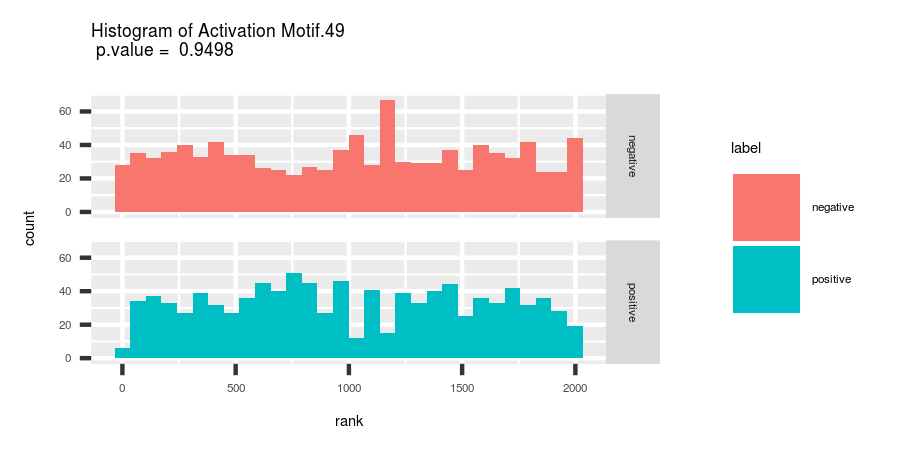 Histogram of Activation Motif.49
p.value =  0.9498
count
60
40
20
0
negative
60
40
20
0
positive
0 500 1000 1500 2000
rank
label
negative
positive